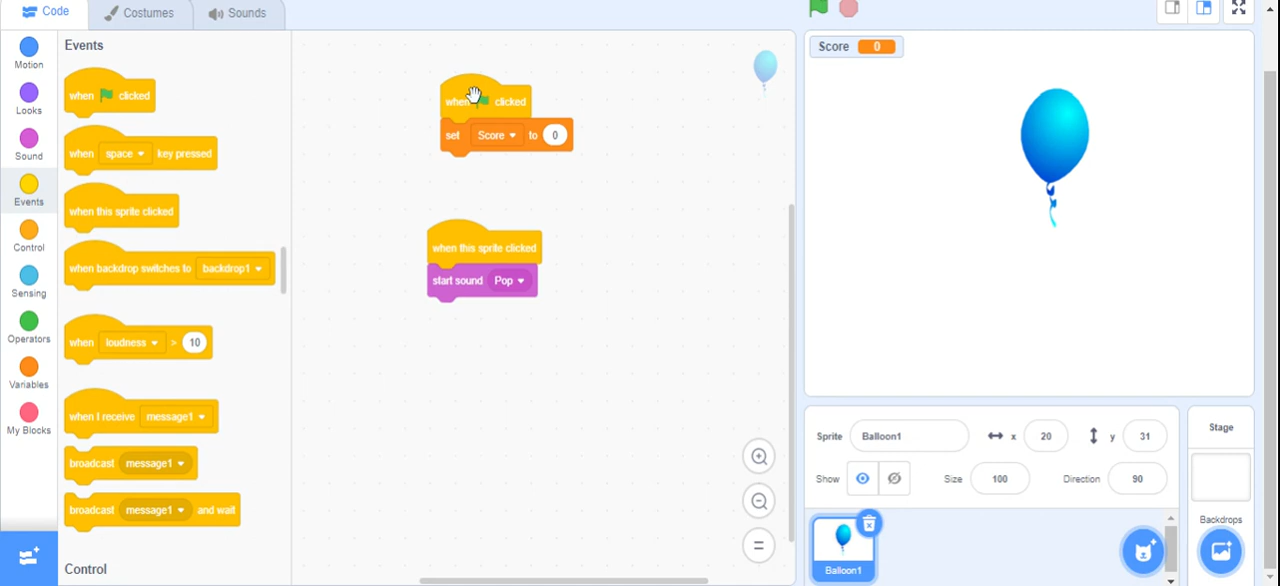 Code
Costumes
Sounds
Motion
Looks
Sound
Events
Control
Sensing
Operators
Variables
My Blocks
Events
when clicked
when space key pressed
when this sprite clicked
when backdrop switches to backdrop1
when loudness > 10
when I receive message1
broadcast message1
broadcast message1 and wait
Control
when clicked
set Score to 0
when this sprite clicked
start sound Pop
Score 0
Sprite Balloon1 x 20 y 31
Show Size 100 Direction 90
Balloon1
Stage
Backdrops